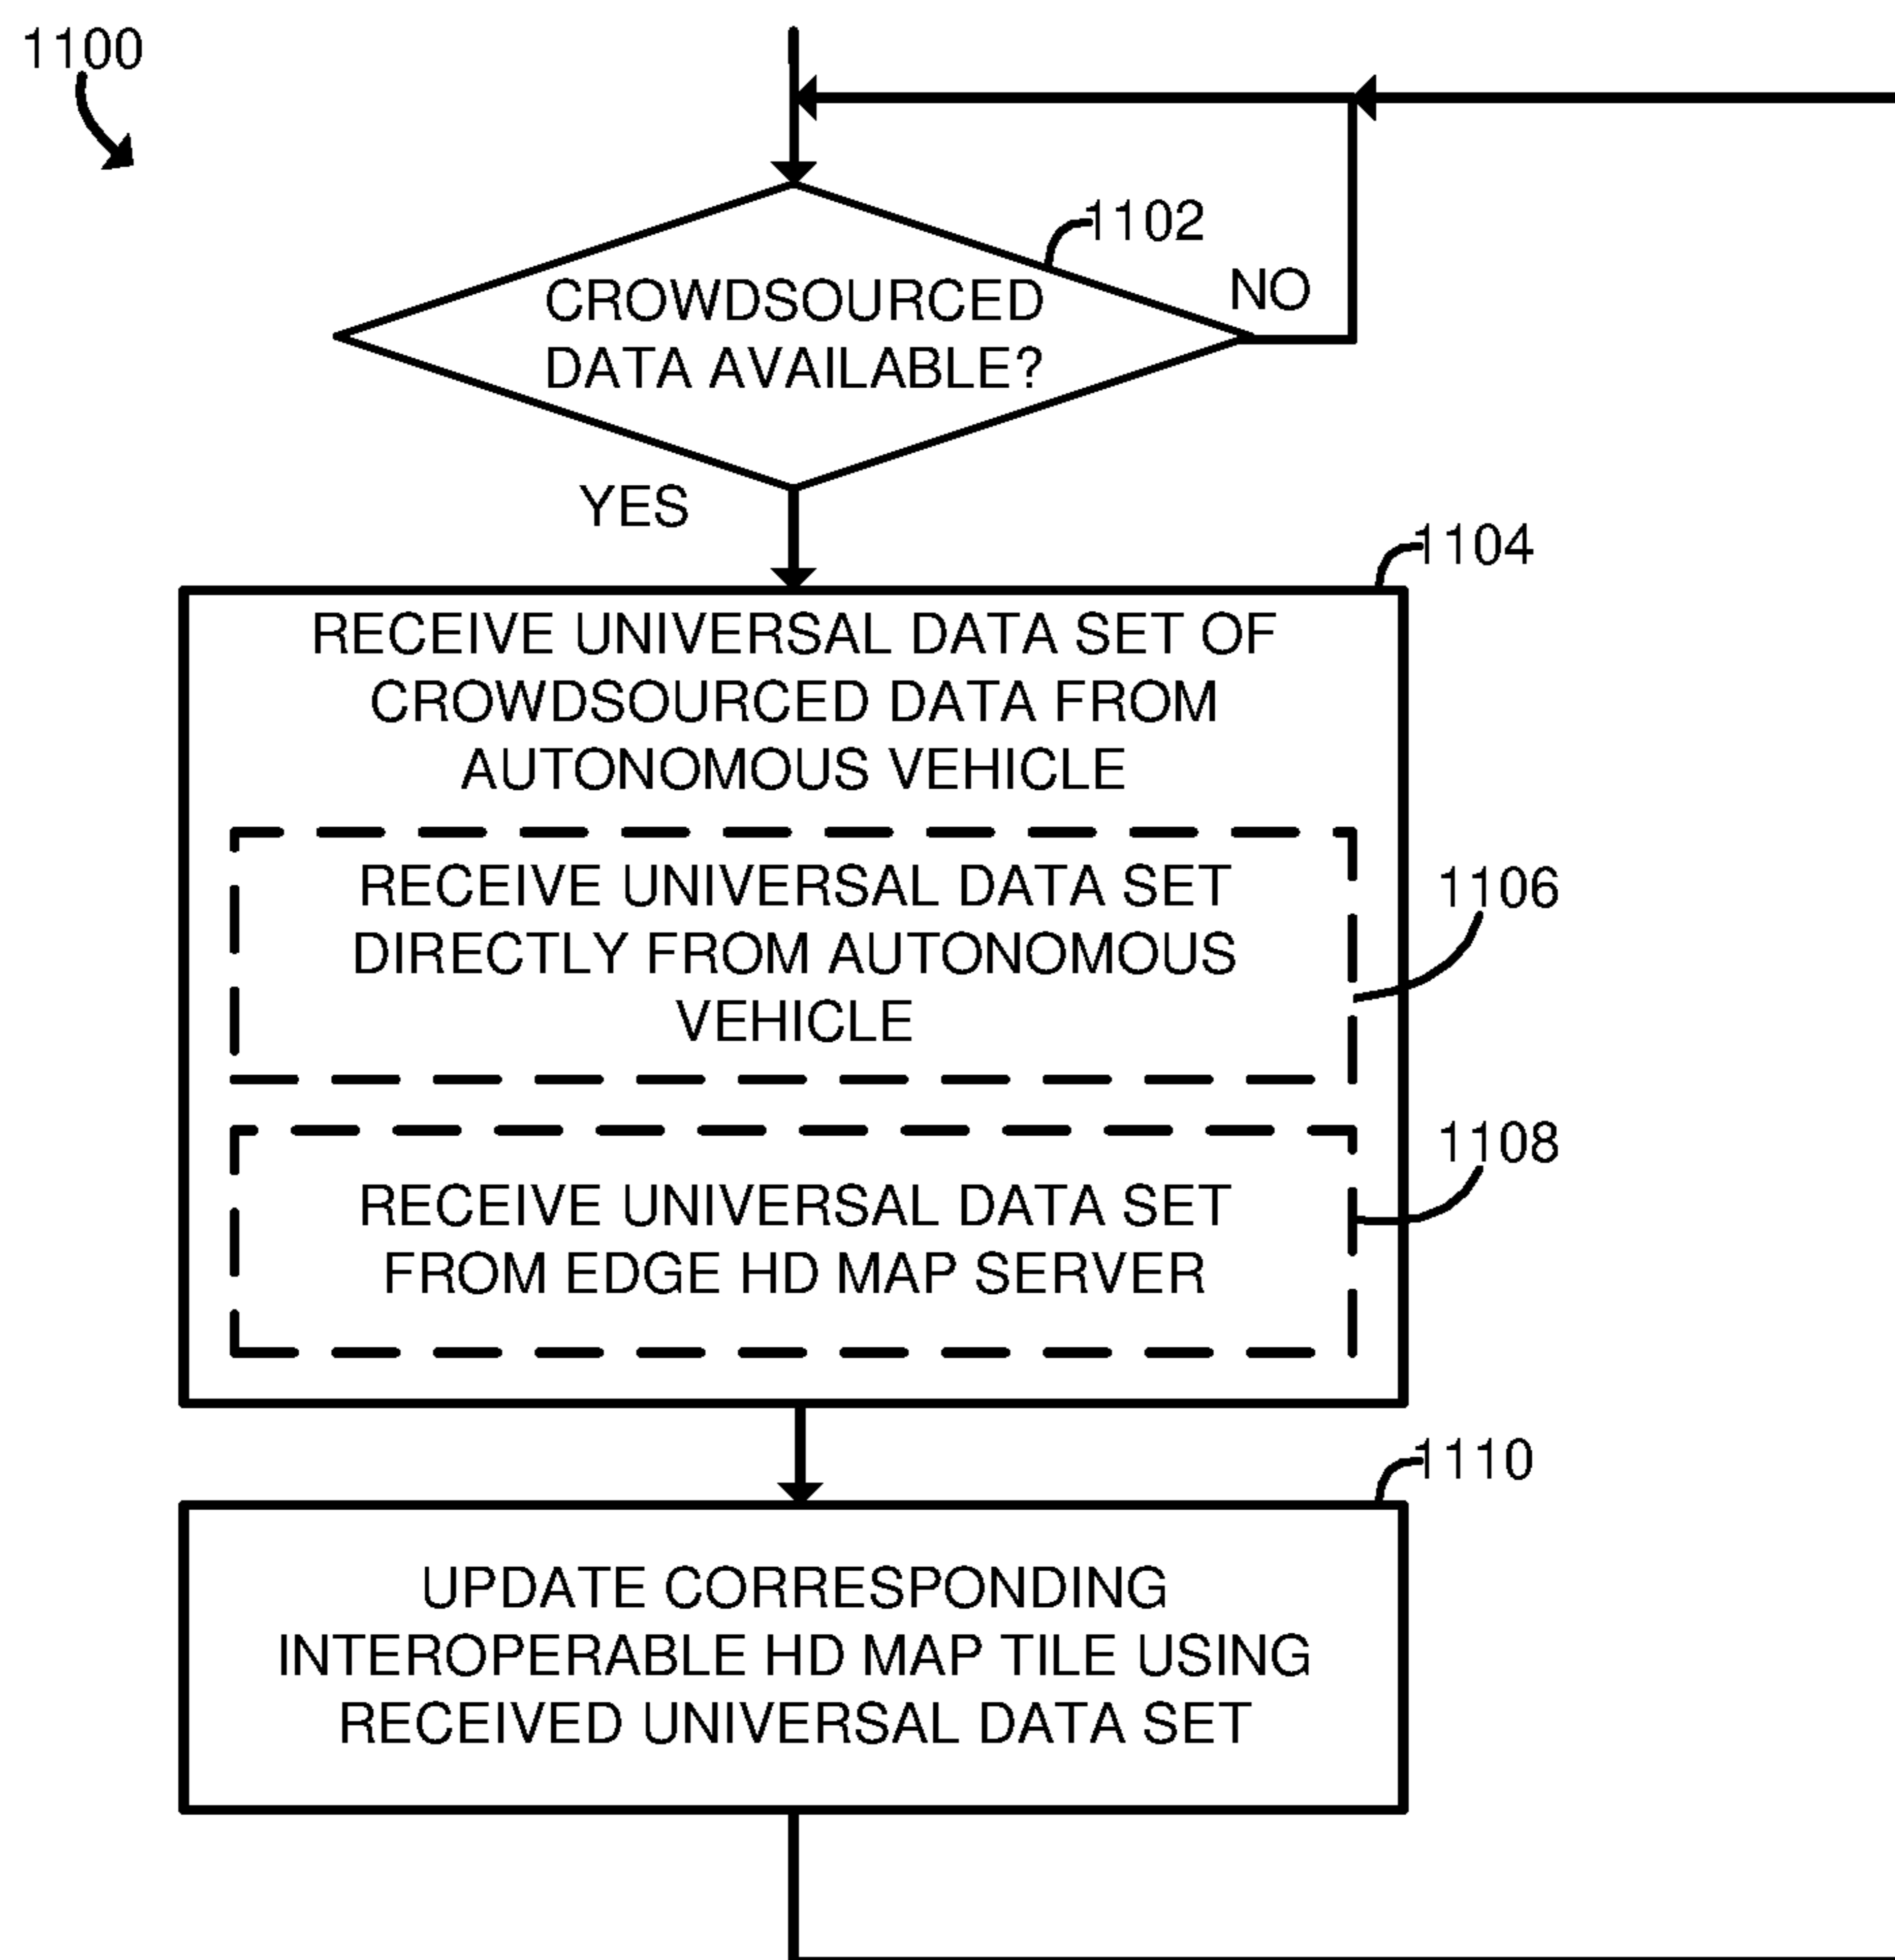 1100
1102
CROWDSOURCED
DATA AVAILABLE?
NO
YES
1104
RECEIVE UNIVERSAL DATA SET OF
CROWDSOURCED DATA FROM
AUTONOMOUS VEHICLE
RECEIVE UNIVERSAL DATA SET
DIRECTLY FROM AUTONOMOUS
VEHICLE
1106
RECEIVE UNIVERSAL DATA SET
FROM EDGE HD MAP SERVER
1108
1110
UPDATE CORRESPONDING
INTEROPERABLE HD MAP TILE USING
RECEIVED UNIVERSAL DATA SET